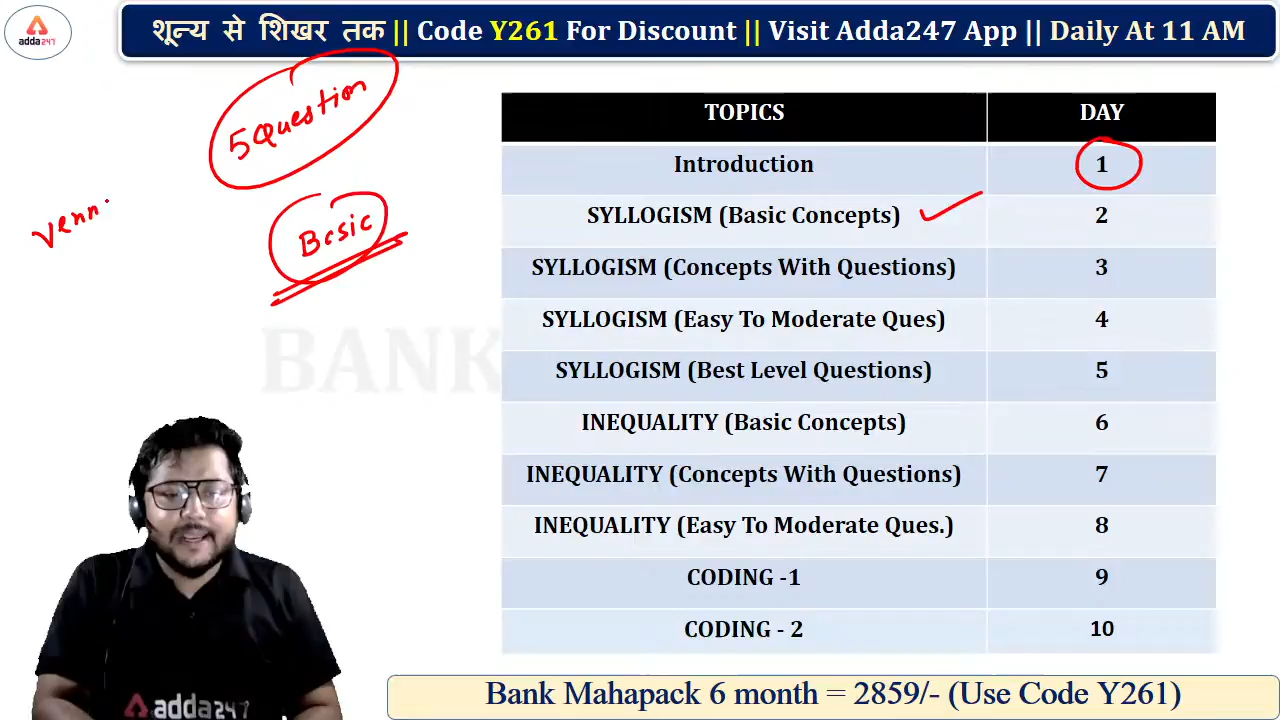 adda247
शून्य से शिखर तक || Code Y261 For Discount || Visit Adda247 App || Daily At 11 AM
5 Question
Basic
Venn
TOPICS DAY
Introduction 1
SYLLOGISM (Basic Concepts) 2
SYLLOGISM (Concepts With Questions) 3
SYLLOGISM (Easy To Moderate Ques) 4
SYLLOGISM (Best Level Questions) 5
INEQUALITY (Basic Concepts) 6
INEQUALITY (Concepts With Questions) 7
INEQUALITY (Easy To Moderate Ques.) 8
CODING -1 9
CODING - 2 10
BANK
adda247
Bank Mahapack 6 month = 2859/- (Use Code Y261)